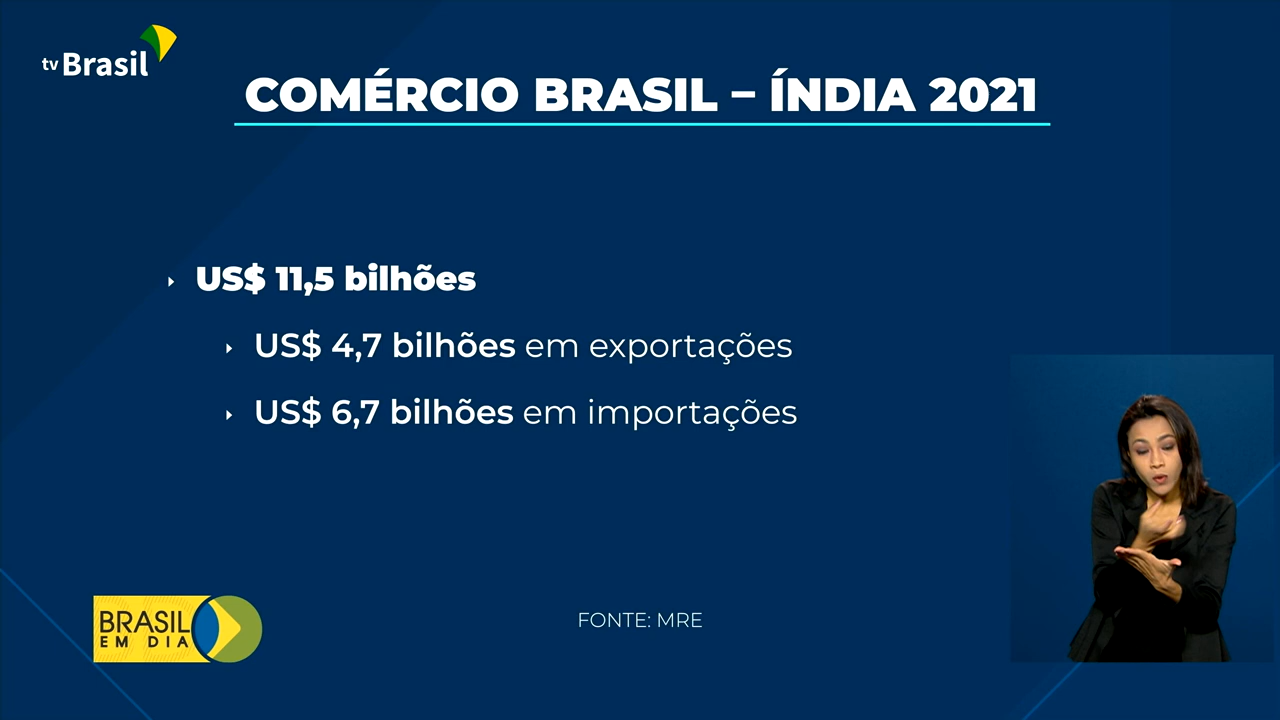 tv Brasil
COMÉRCIO BRASIL – ÍNDIA 2021
US$ 11,5 bilhões
US$ 4,7 bilhões em exportações
US$ 6,7 bilhões em importações
BRASIL
EM DIA
FONTE: MRE